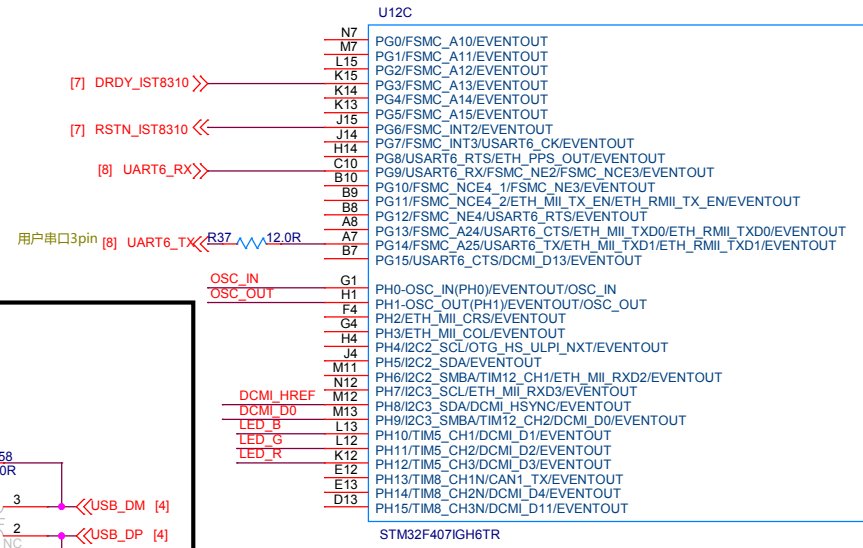 U12C
N7 PG0/FSMC_A10/EVENTOUT
M7 PG1/FSMC_A11/EVENTOUT
L15 PG2/FSMC_A12/EVENTOUT
[7] DRDY_IST8310 K15 PG3/FSMC_A13/EVENTOUT
K14 PG4/FSMC_A14/EVENTOUT
K13 PG5/FSMC_A15/EVENTOUT
[7] RSTN_IST8310 J15 PG6/FSMC_INT2/EVENTOUT
J14 PG7/FSMC_INT3/USART6_CK/EVENTOUT
H14 PG8/USART6_RTS/ETH_PPS_OUT/EVENTOUT
[8] UART6_RX C10 PG9/USART6_RX/FSMC_NE2/FSMC_NCE3/EVENTOUT
B10 PG10/FSMC_NCE4_1/FSMC_NE3/EVENTOUT
B9 PG11/FSMC_NCE4_2/ETH_MII_TX_EN/ETH_RMII_TX_EN/EVENTOUT
B8 PG12/FSMC_NE4/USART6_RTS/EVENTOUT
A8 PG13/FSMC_A24/USART6_CTS/ETH_MII_TXD0/ETH_RMII_TXD0/EVENTOUT
用户串口3pin [8] UART6_TX R37 12.0R A7 PG14/FSMC_A25/USART6_TX/ETH_MII_TXD1/ETH_RMII_TXD1/EVENTOUT
B7 PG15/USART6_CTS/DCMI_D13/EVENTOUT
OSC_IN G1 PH0-OSC_IN(PH0)/EVENTOUT/OSC_IN
OSC_OUT H1 PH1-OSC_OUT(PH1)/EVENTOUT/OSC_OUT
F4 PH2/ETH_MII_CRS/EVENTOUT
G4 PH3/ETH_MII_COL/EVENTOUT
H4 PH4/I2C2_SCL/OTG_HS_ULPI_NXT/EVENTOUT
J4 PH5/I2C2_SDA/EVENTOUT
M11 PH6/I2C2_SMBA/TIM12_CH1/ETH_MII_RXD2/EVENTOUT
N12 PH7/I2C3_SCL/ETH_MII_RXD3/EVENTOUT
DCMI_HREF M12 PH8/I2C3_SDA/DCMI_HSYNC/EVENTOUT
DCMI_D0 M13 PH9/I2C3_SMBA/TIM12_CH2/DCMI_D0/EVENTOUT
LED_B L13 PH10/TIM5_CH1/DCMI_D1/EVENTOUT
LED_G L12 PH11/TIM5_CH2/DCMI_D2/EVENTOUT
LED_R K12 PH12/TIM5_CH3/DCMI_D3/EVENTOUT
E12 PH13/TIM8_CH1N/CAN1_TX/EVENTOUT
E13 PH14/TIM8_CH2N/DCMI_D4/EVENTOUT
D13 PH15/TIM8_CH3N/DCMI_D11/EVENTOUT
STM32F407IGH6TR
58
0R
3 USB_DM [4]
2 USB_DP [4]
NC